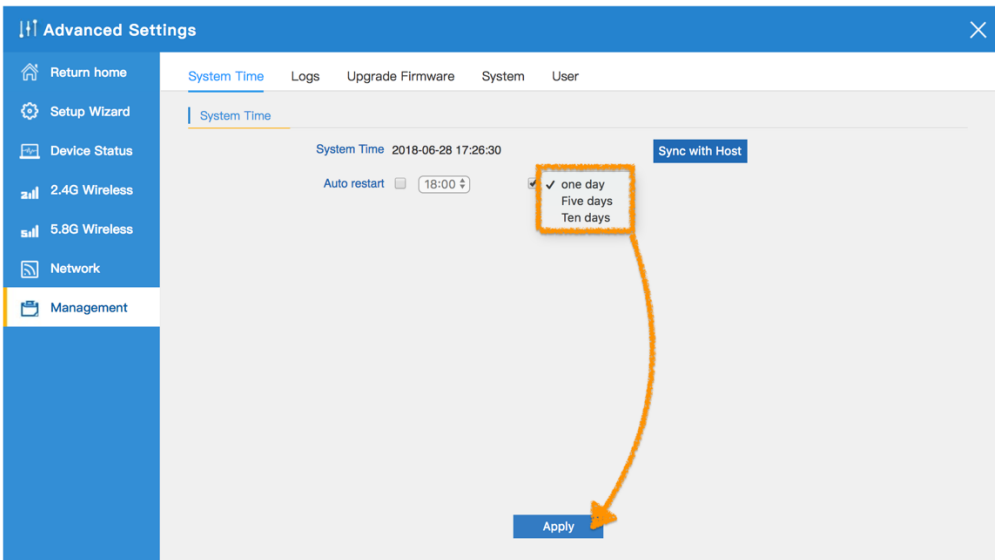 Advanced Settings
Return home
Setup Wizard
Device Status
2.4G Wireless
5.8G Wireless
Network
Management
System Time Logs Upgrade Firmware System User
System Time
System Time 2018-06-28 17:26:30 Sync with Host
Auto restart 18:00 one day
Five days
Ten days
Apply